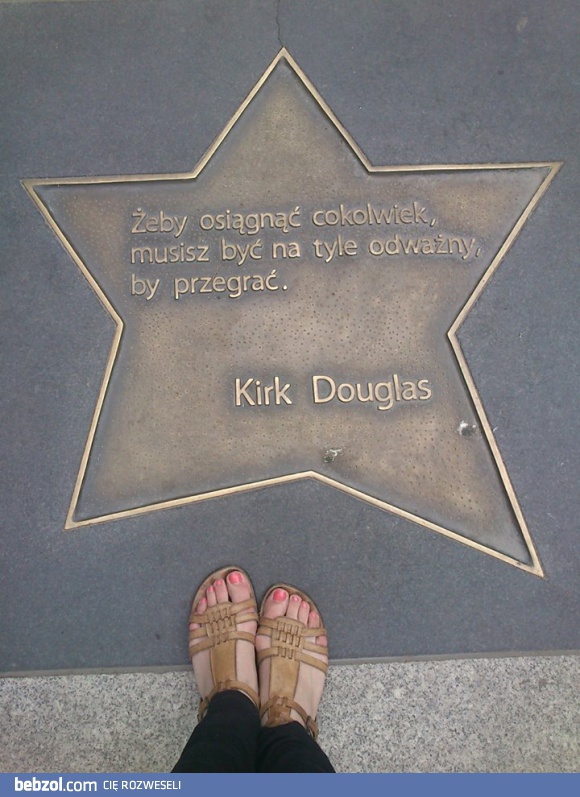 Żeby osiągnąć cokolwiek,
musisz być na tyle odważny,
by przegrać.
Kirk Douglas
bebzol.com CIĘ ROZWESELI